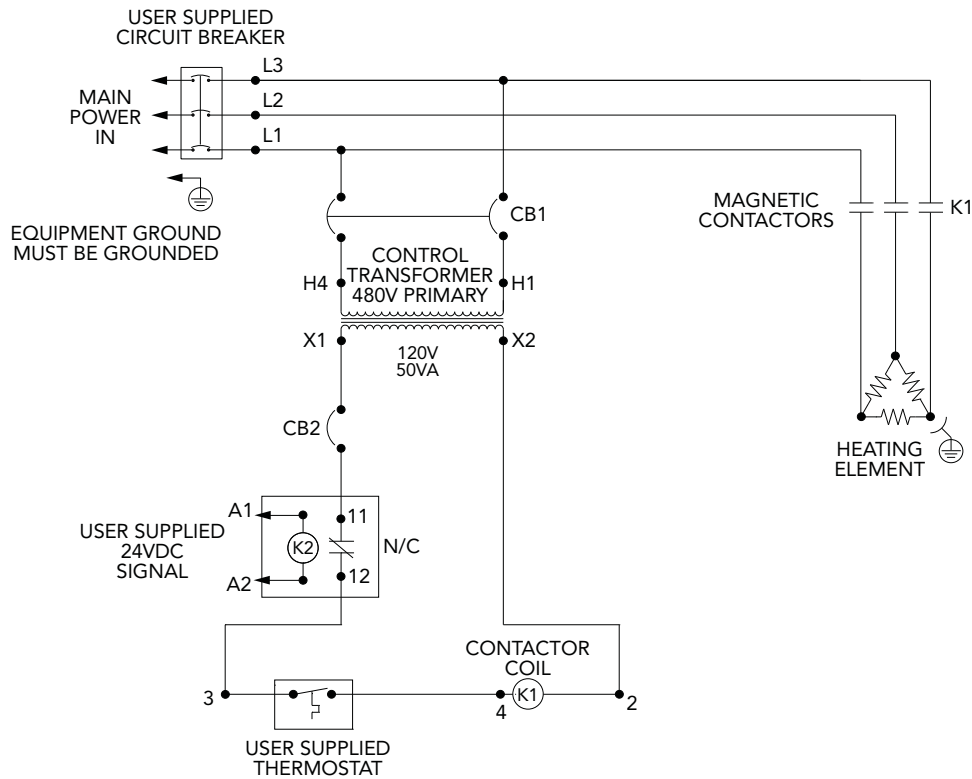 USER SUPPLIED
CIRCUIT BREAKER
L3
MAIN
POWER
IN
L2
L1
EQUIPMENT GROUND
MUST BE GROUNDED
CB1
MAGNETIC
CONTACTORS
K1
CONTROL
TRANSFORMER
480V PRIMARY
H4
H1
X1
X2
120V
50VA
CB2
HEATING
ELEMENT
USER SUPPLIED
24VDC
SIGNAL
A1
A2
K2
11
12
N/C
CONTACTOR
COIL
3
4
K1
2
USER SUPPLIED
THERMOSTAT